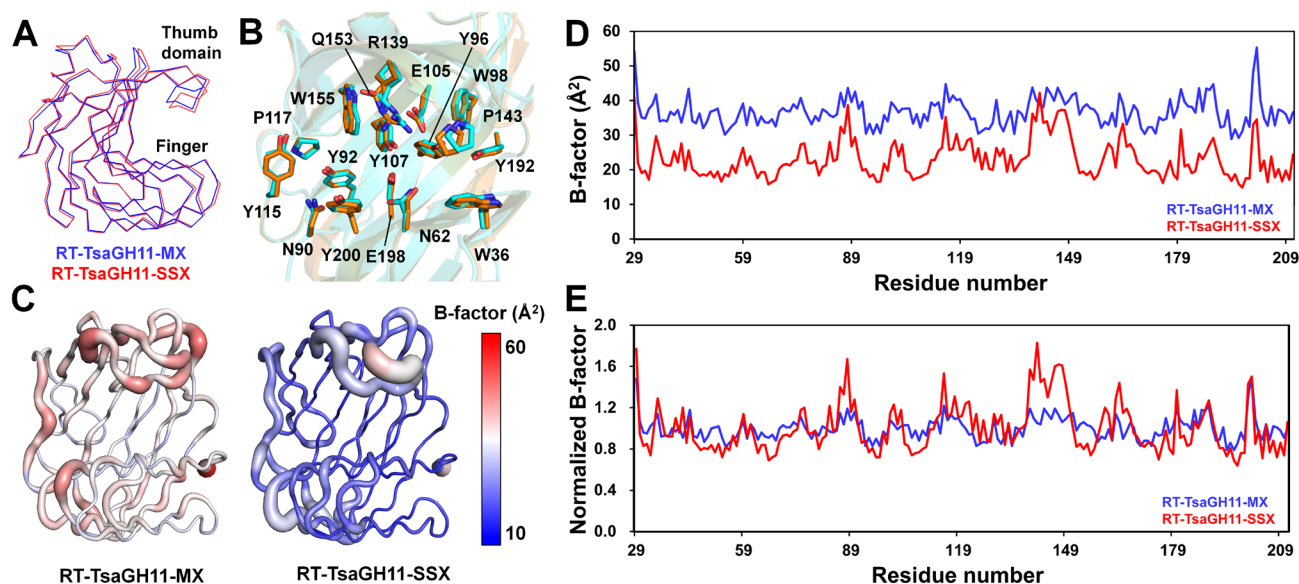 A
Thumb
domain
Finger
RT-TsaGH11-MX
RT-TsaGH11-SSX
B
Q153
R139
Y96
E105
W98
W155
P143
P117
Y92
Y107
Y192
Y115
N90
Y200
E198
N62
W36
C
B-factor (Å²)
60
10
RT-TsaGH11-MX
RT-TsaGH11-SSX
D
B-factor (Å²)
60
50
40
30
20
10
0
RT-TsaGH11-MX
RT-TsaGH11-SSX
29 59 89 119 149 179 209
Residue number
E
Normalized B-factor
2.0
1.6
1.2
0.8
0.4
0.0
RT-TsaGH11-MX
RT-TsaGH11-SSX
29 59 89 119 149 179 209
Residue number